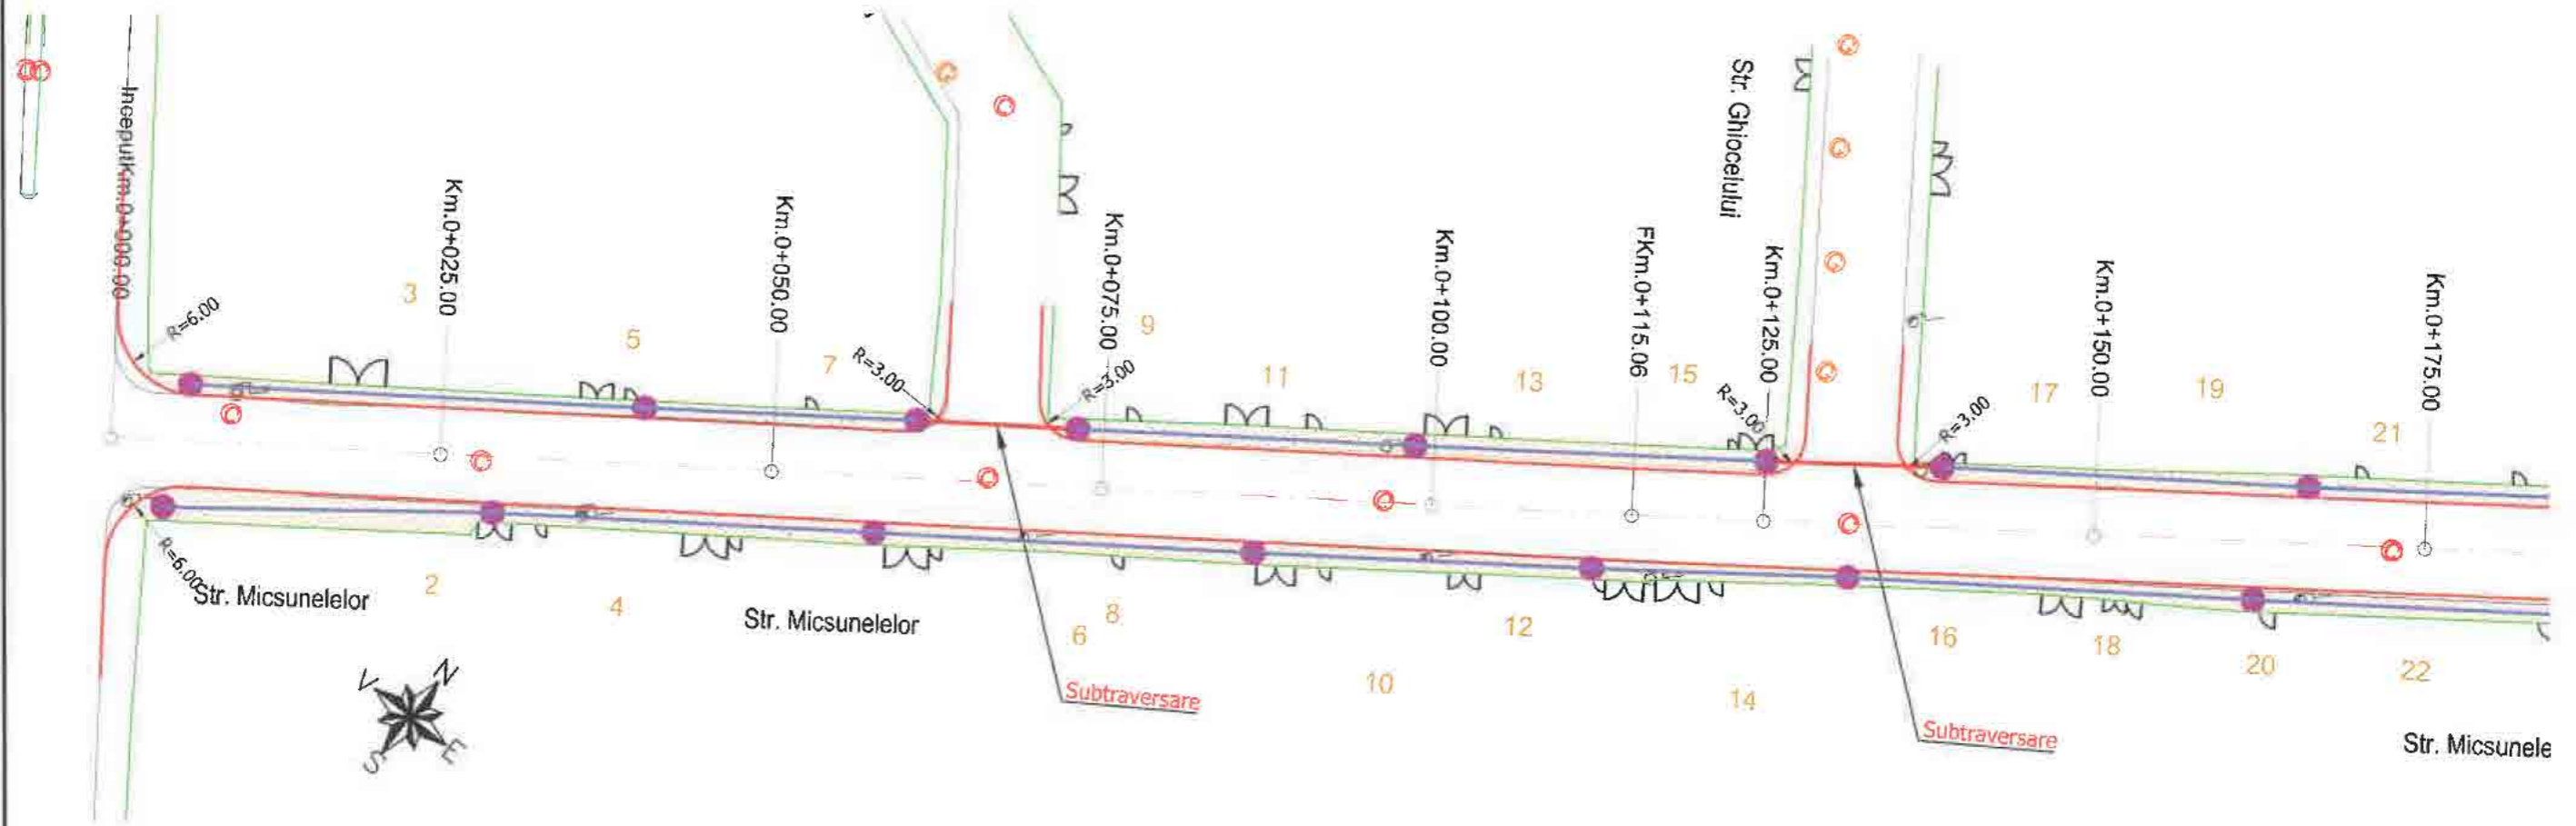 InceputKm.0+000.00
Km.0+025.00
Km.0+050.00
Km.0+075.00
Km.0+100.00
FKm.0+115.06
Str. Ghiocelului
Km.0+125.00
Km.0+150.00
Km.0+175.00
R=6.00
3
5
7
R=3.00
R=3.00
9
11
13
15
R=3.00
R=3.00
17
19
21
R=6.00
Str. Micsunelelor
2
4
Str. Micsunelelor
6
8
10
12
14
16
18
20
22
Subtraversare
Subtraversare
Str. Micsunele
V
N
S
E